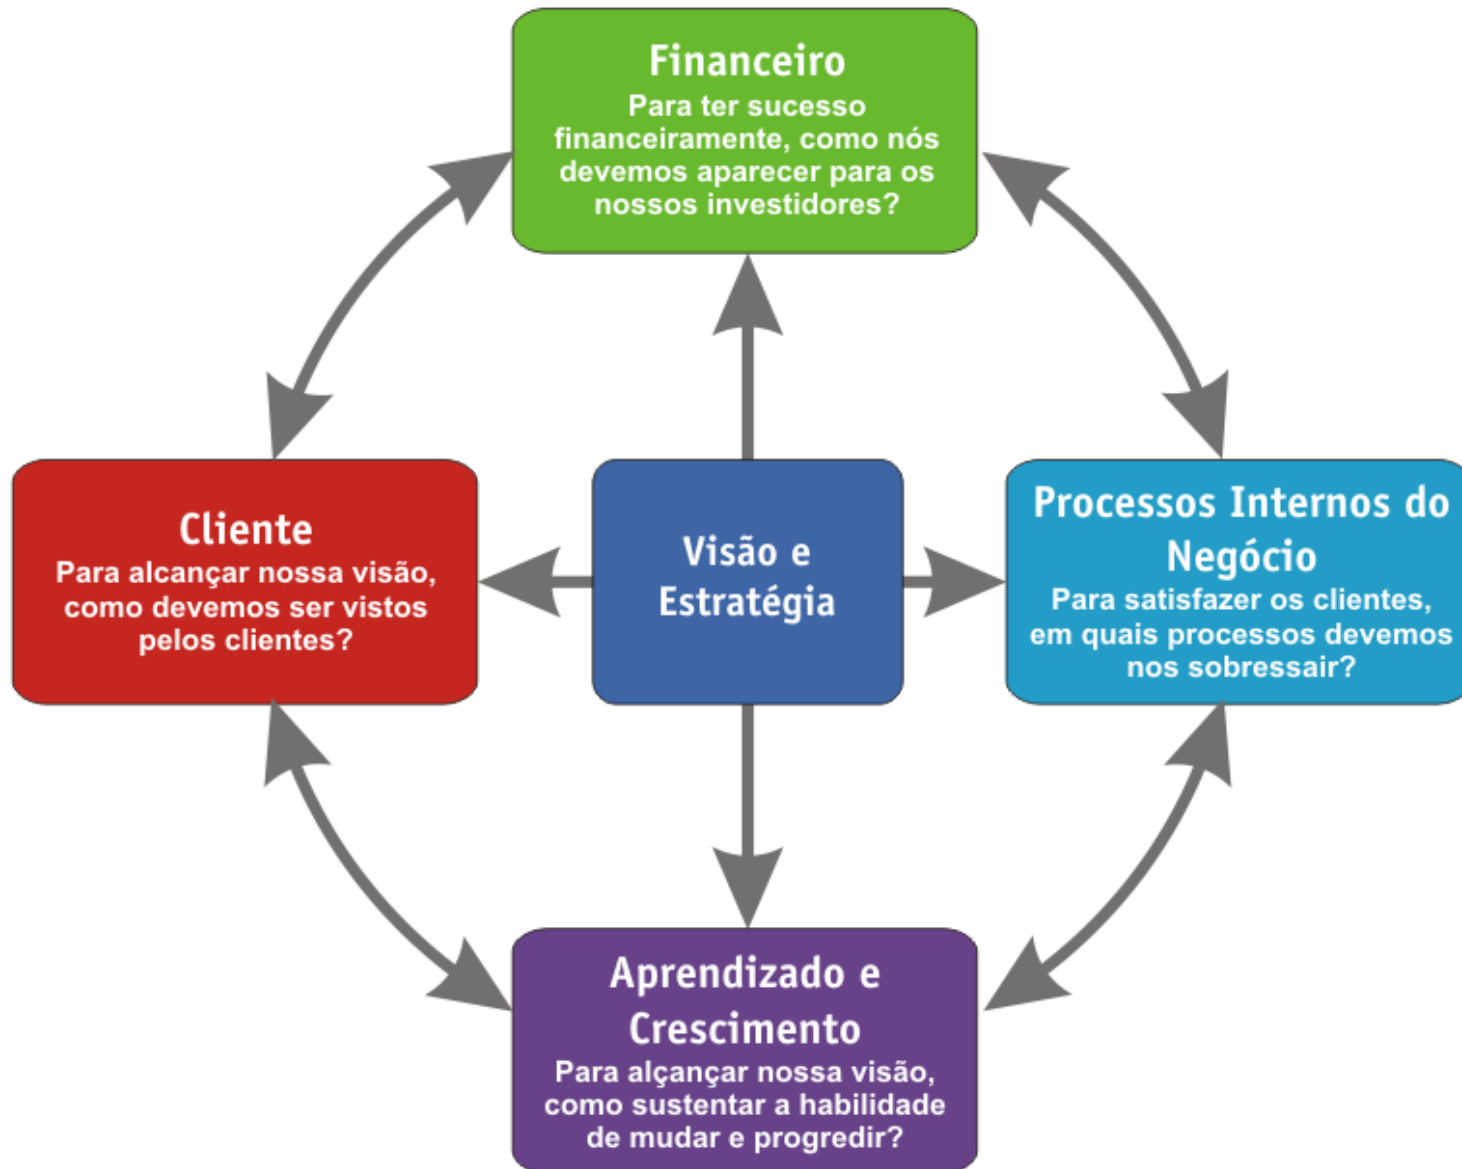 Financeiro
Para ter sucesso
financeiramente, como nós
devemos aparecer para os
nossos investidores?
Cliente
Para alcançar nossa visão,
como devemos ser vistos
pelos clientes?
Visão e
Estratégia
Processos Internos do
Negócio
Para satisfazer os clientes,
em quais processos devemos
nos sobressair?
Aprendizado e
Crescimento
Para alçançar nossa visão,
como sustentar a habilidade
de mudar e progredir?